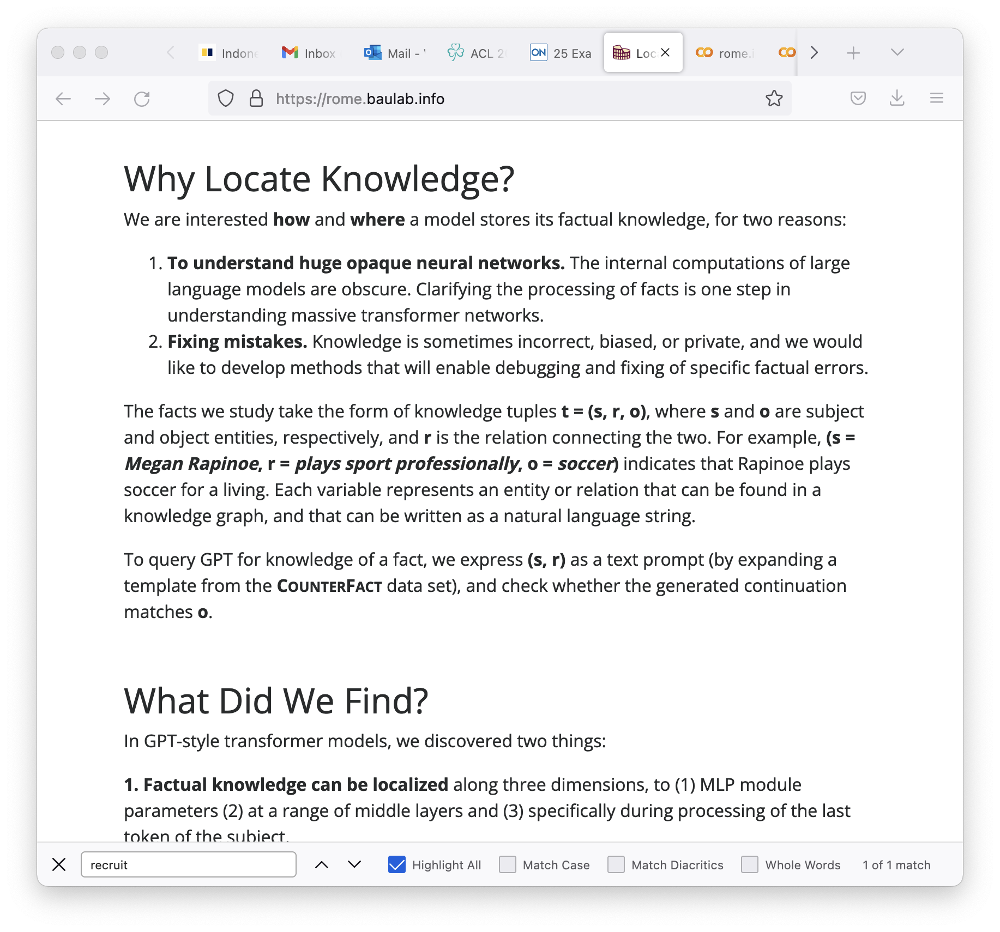 Indone
Inbox
Mail -
ACL 2
ON 25 Exa
Loc
rome.i
https://rome.baulab.info
Why Locate Knowledge?
We are interested how and where a model stores its factual knowledge, for two reasons:
1. To understand huge opaque neural networks. The internal computations of large
language models are obscure. Clarifying the processing of facts is one step in
understanding massive transformer networks.
2. Fixing mistakes. Knowledge is sometimes incorrect, biased, or private, and we would
like to develop methods that will enable debugging and fixing of specific factual errors.
The facts we study take the form of knowledge tuples t = (s, r, o), where s and o are subject
and object entities, respectively, and r is the relation connecting the two. For example, (s =
Megan Rapinoe, r = plays sport professionally, o = soccer) indicates that Rapinoe plays
soccer for a living. Each variable represents an entity or relation that can be found in a
knowledge graph, and that can be written as a natural language string.
To query GPT for knowledge of a fact, we express (s, r) as a text prompt (by expanding a
template from the COUNTERFACT data set), and check whether the generated continuation
matches o.
What Did We Find?
In GPT-style transformer models, we discovered two things:
1. Factual knowledge can be localized along three dimensions, to (1) MLP module
parameters (2) at a range of middle layers and (3) specifically during processing of the last
token of the subject.
recruit
Highlight All
Match Case
Match Diacritics
Whole Words
1 of 1 match